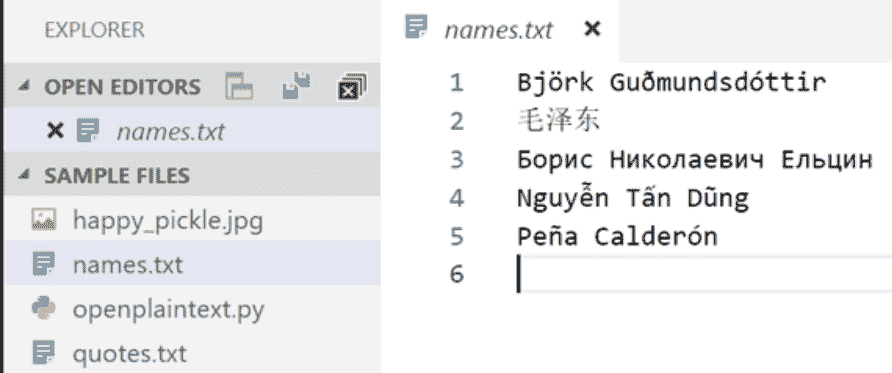 EXPLORER
OPEN EDITORS
names.txt
SAMPLE FILES
happy_pickle.jpg
names.txt
openplaintext.py
quotes.txt
names.txt
1 Björk Guðmundsdóttir
2 毛泽东
3 Борис Николаевич Ельцин
4 Nguyễn Tấn Dũng
5 Peña Calderón
6